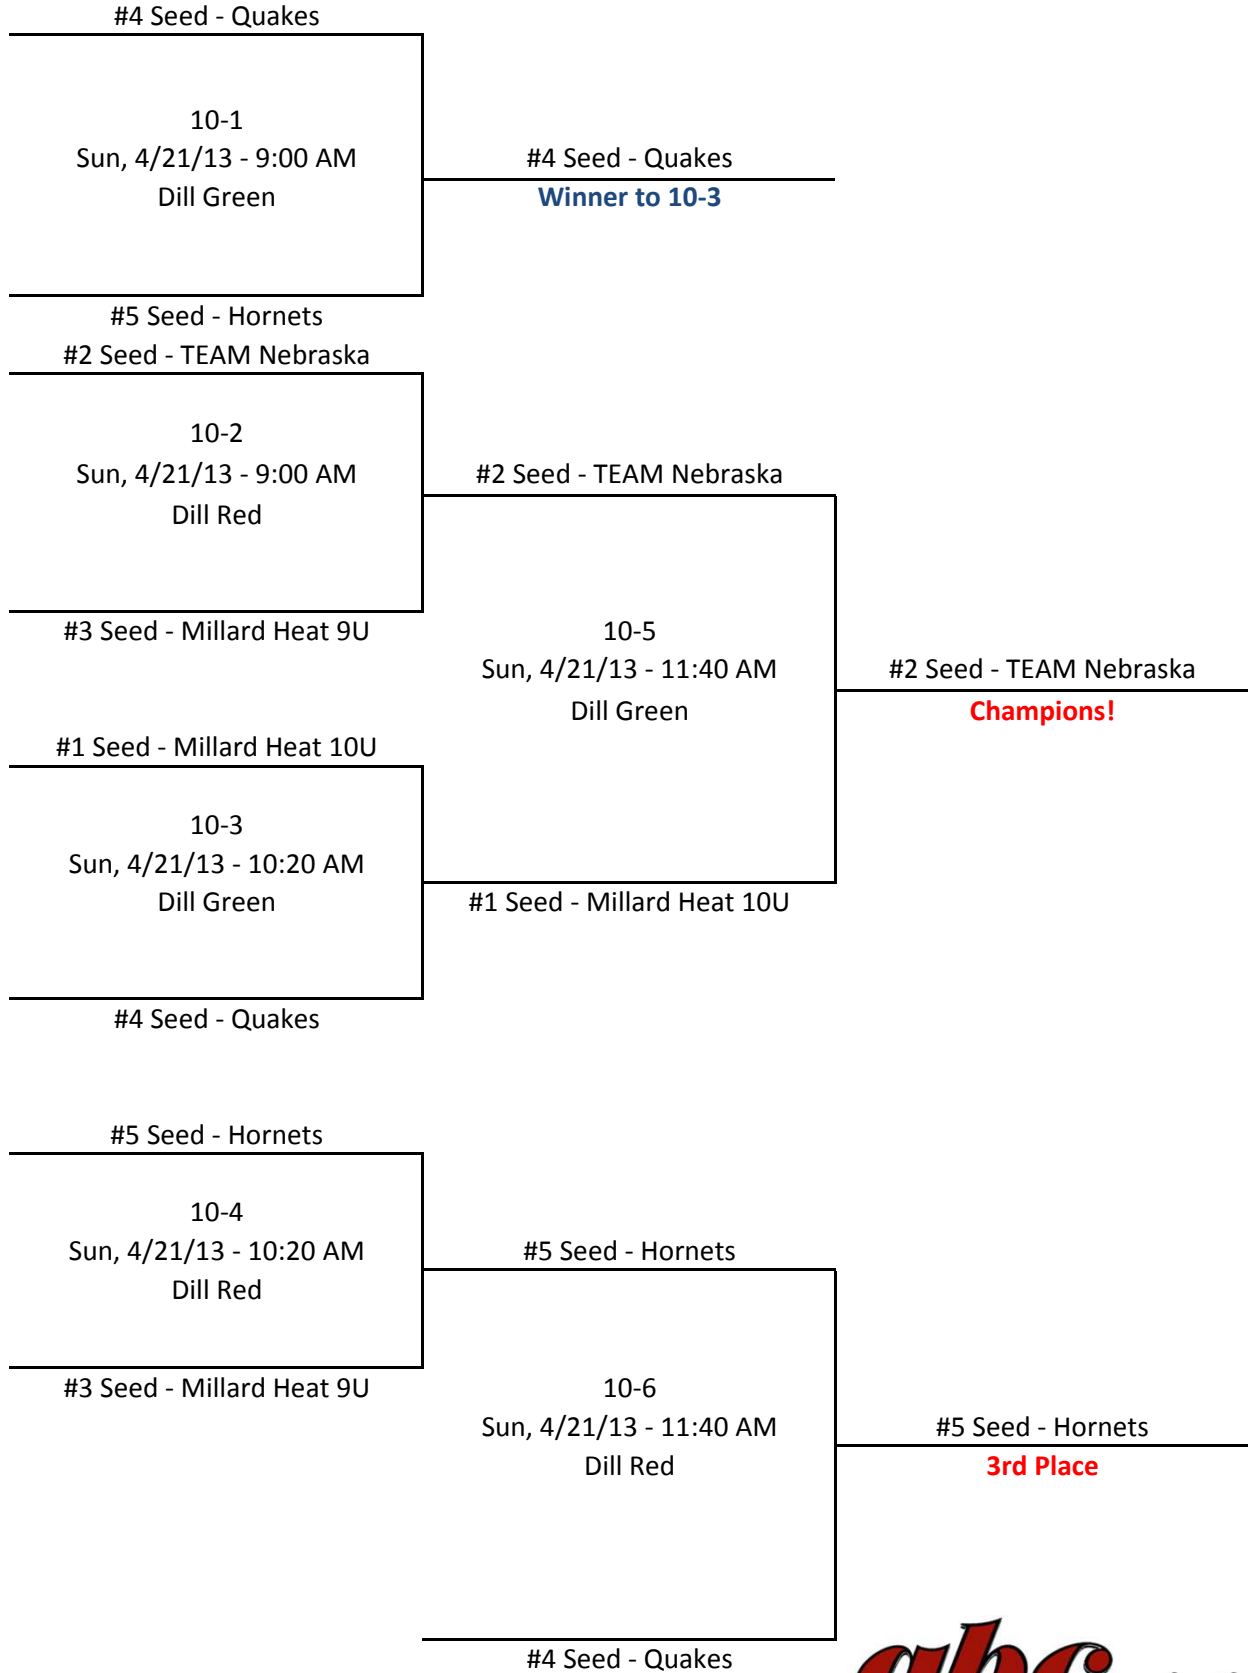 #4 Seed - Quakes
10-1
Sun, 4/21/13 - 9:00 AM
Dill Green
#4 Seed - Quakes
Winner to 10-3
#5 Seed - Hornets
#2 Seed - TEAM Nebraska
10-2
Sun, 4/21/13 - 9:00 AM
Dill Red
#2 Seed - TEAM Nebraska
#3 Seed - Millard Heat 9U
10-5
Sun, 4/21/13 - 11:40 AM
Dill Green
#2 Seed - TEAM Nebraska
Champions!
#1 Seed - Millard Heat 10U
10-3
Sun, 4/21/13 - 10:20 AM
Dill Green
#1 Seed - Millard Heat 10U
#4 Seed - Quakes
#5 Seed - Hornets
10-4
Sun, 4/21/13 - 10:20 AM
Dill Red
#5 Seed - Hornets
#3 Seed - Millard Heat 9U
10-6
Sun, 4/21/13 - 11:40 AM
Dill Red
#5 Seed - Hornets
3rd Place
#4 Seed - Quakes